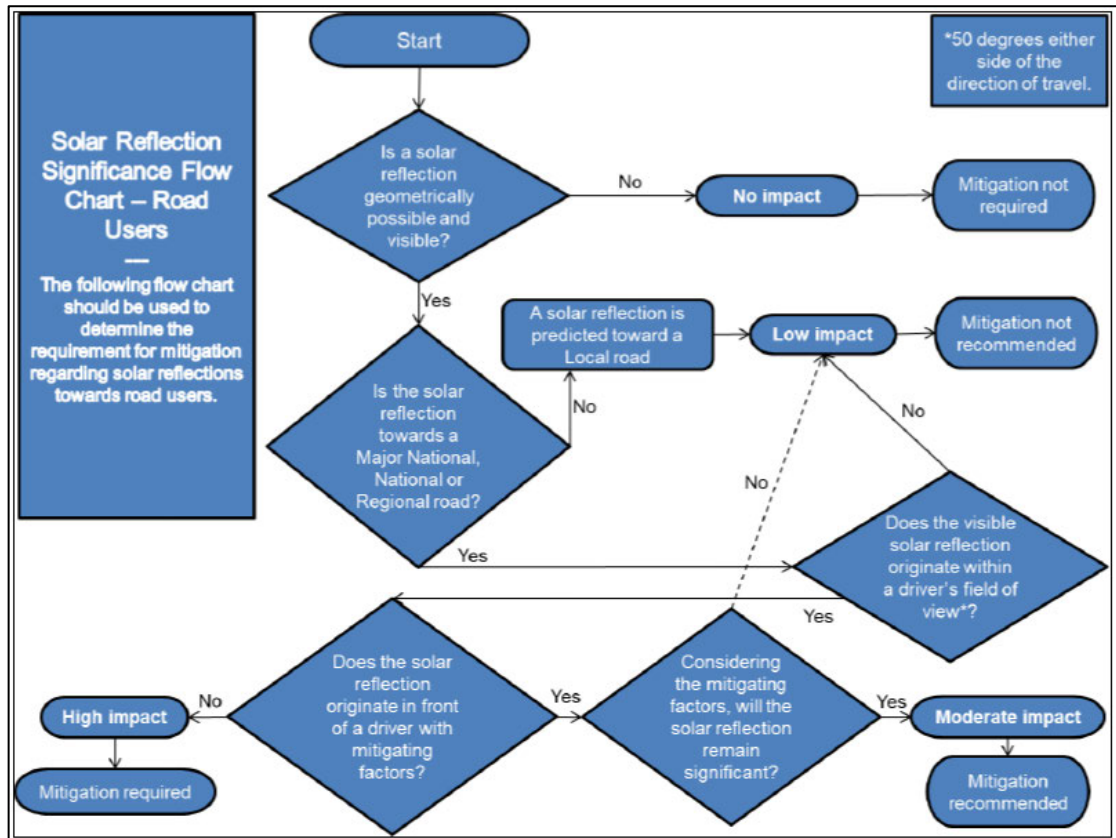 Solar Reflection
Significance Flow
Chart – Road
Users
---
The following flow chart
should be used to
determine the
requirement for mitigation
regarding solar reflections
towards road users.
Start
*50 degrees either
side of the
direction of travel.
Is a solar
reflection
geometrically
possible and
visible?
No
No impact
Mitigation not
required
Yes
A solar reflection is
predicted toward a
Local road
Low impact
Mitigation not
recommended
Is the solar
reflection
towards a
Major National,
National or
Regional road?
No
No
No
Yes
Does the visible
solar reflection
originate within
a driver's field of
view*?
Yes
Does the solar
reflection
originate in front
of a driver with
mitigating
factors?
No
High impact
Mitigation required
Yes
Considering
the mitigating
factors, will the
solar reflection
remain
significant?
Yes
Moderate impact
Mitigation
recommended